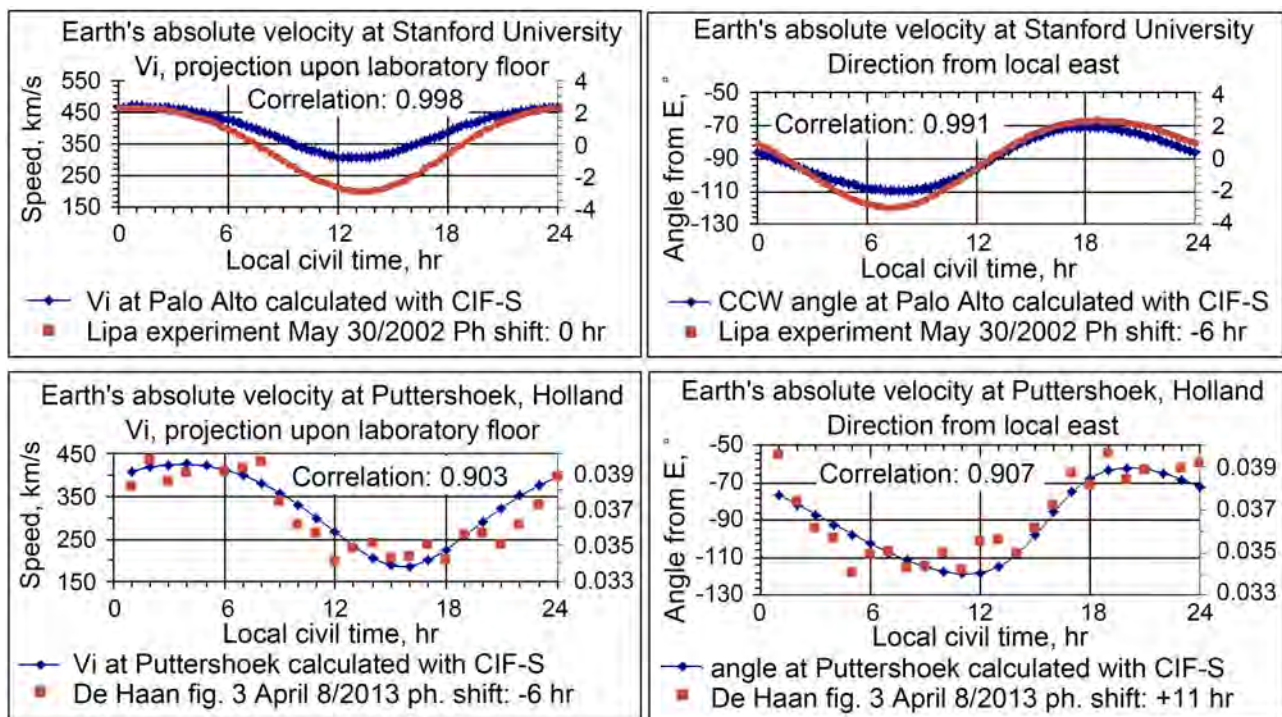 Earth's absolute velocity at Stanford University
Vi, projection upon laboratory floor
Correlation: 0.998
Speed, km/s
550
450
350
250
150
4
2
0
-2
-4
0 6 12 18 24
Local civil time, hr
Vi at Palo Alto calculated with CIF-S
Lipa experiment May 30/2002 Ph shift: 0 hr
Earth's absolute velocity at Stanford University
Direction from local east
Correlation: 0.991
Angle from E, °
-50
-70
-90
-110
-130
4
2
0
-2
-4
0 6 12 18 24
Local civil time, hr
CCW angle at Palo Alto calculated with CIF-S
Lipa experiment May 30/2002 Ph shift: -6 hr
Earth's absolute velocity at Puttershoek, Holland
Vi, projection upon laboratory floor
Correlation: 0.903
Speed, km/s
450
350
250
150
0.039
0.037
0.035
0.033
0 6 12 18 24
Local civil time, hr
Vi at Puttershoek calculated with CIF-S
De Haan fig. 3 April 8/2013 ph. shift: -6 hr
Earth's absolute velocity at Puttershoek, Holland
Direction from local east
Correlation: 0.907
Angle from E, °
-50
-70
-90
-110
-130
0.039
0.037
0.035
0.033
0 6 12 18 24
Local civil time, hr
angle at Puttershoek calculated with CIF-S
De Haan fig. 3 April 8/2013 ph. shift: +11 hr